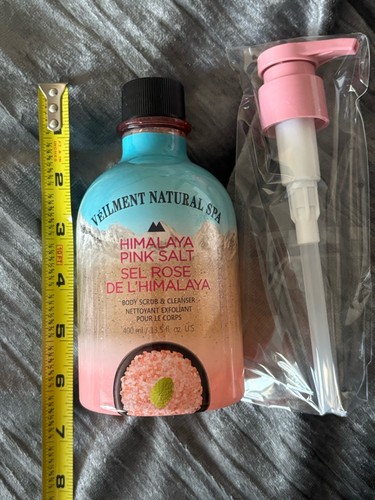 VEILMENT NATURAL SPA
HIMALAYA
PINK SALT
SEL ROSE
DE L'HIMALAYA
BODY SCRUB & CLEANSER
NETTOYANT EXFOLIANT
POUR LE CORPS
400 ml / 13.5 fl. oz. US
1
2
3
4
5
6
7
8